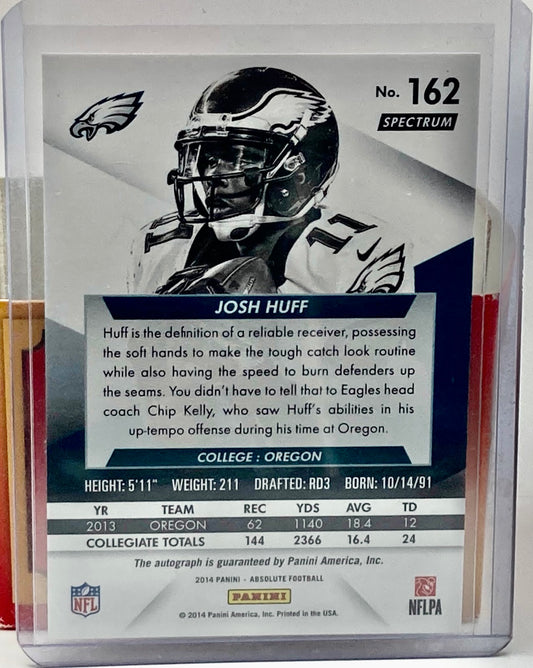 No. 162
SPECTRUM
11
JOSH HUFF
Huff is the definition of a reliable receiver, possessing
the soft hands to make the tough catch look routine
while also having the speed to burn defenders up
the seams. You didn't have to tell that to Eagles head
coach Chip Kelly, who saw Huff's abilities in his
up-tempo offense during his time at Oregon.
COLLEGE : OREGON
HEIGHT: 5'11" WEIGHT: 211 DRAFTED: RD3 BORN: 10/14/91
YR TEAM REC YDS AVG TD
2013 OREGON 62 1140 18.4 12
COLLEGIATE TOTALS 144 2366 16.4 24
The autograph is guaranteed by Panini America, Inc.
2014 PANINI - ABSOLUTE FOOTBALL
PANINI
NFL
NFLPA
© 2014 Panini America, Inc. Printed in the USA.